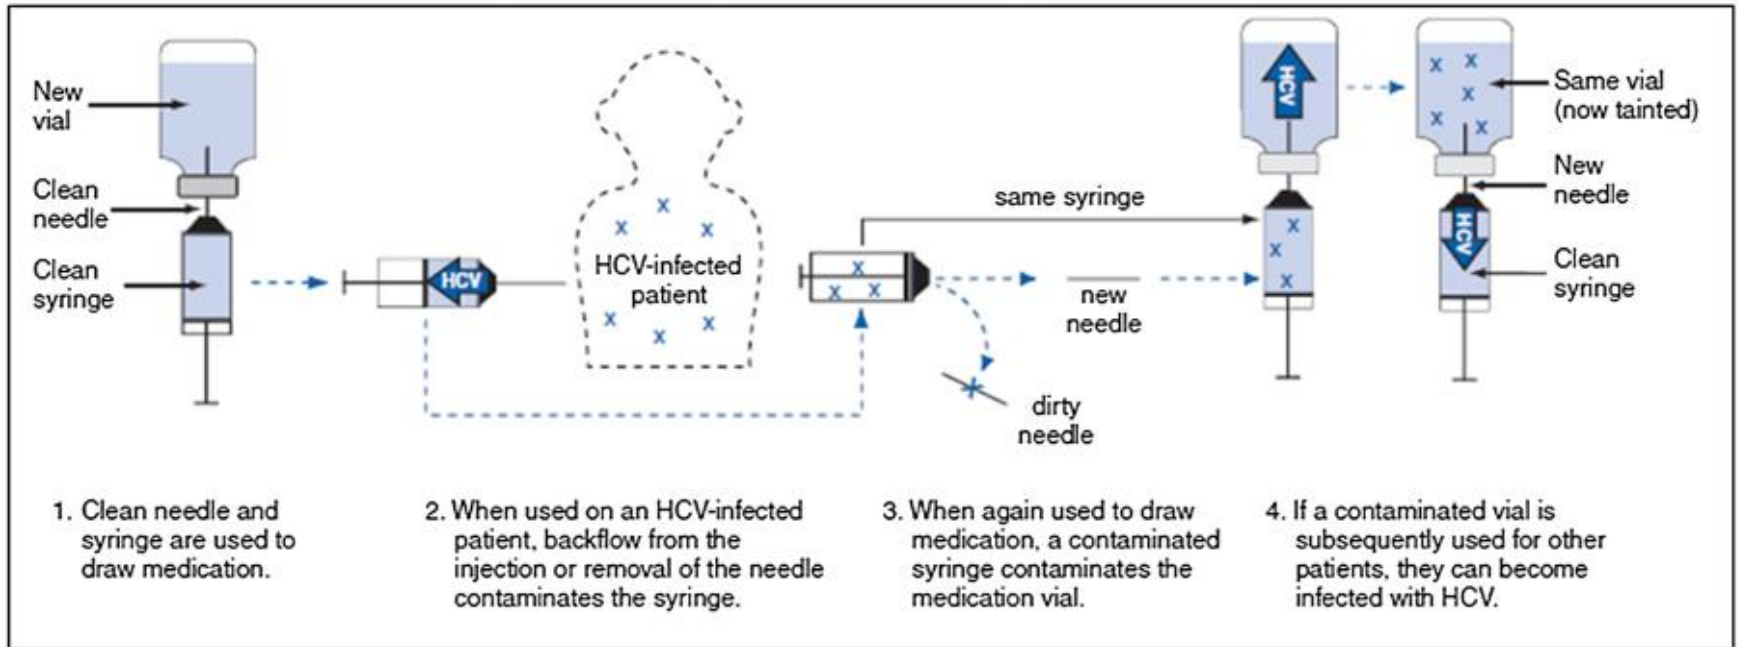 New
vial
Clean
needle
Clean
syringe
HCV
HCV-infected
patient
same syringe
new
needle
dirty
needle
HCV
HCV
Same vial
(now tainted)
New
needle
Clean
syringe
1. Clean needle and
syringe are used to
draw medication.
2. When used on an HCV-infected
patient, backflow from the
injection or removal of the needle
contaminates the syringe.
3. When again used to draw
medication, a contaminated
syringe contaminates the
medication vial.
4. If a contaminated vial is
subsequently used for other
patients, they can become
infected with HCV.